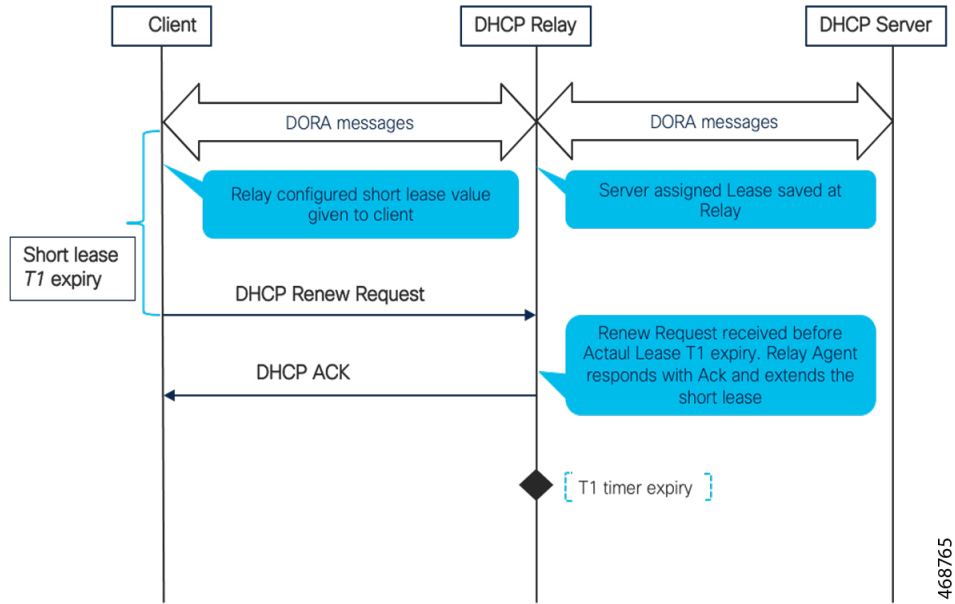 Client
DHCP Relay
DHCP Server
DORA messages
DORA messages
Relay configured short lease value
given to client
Server assigned Lease saved at
Relay
Short lease
T1 expiry
DHCP Renew Request
Renew Request received before
Actaul Lease T1 expiry. Relay Agent
responds with Ack and extends the
short lease
DHCP ACK
T1 timer expiry
468765